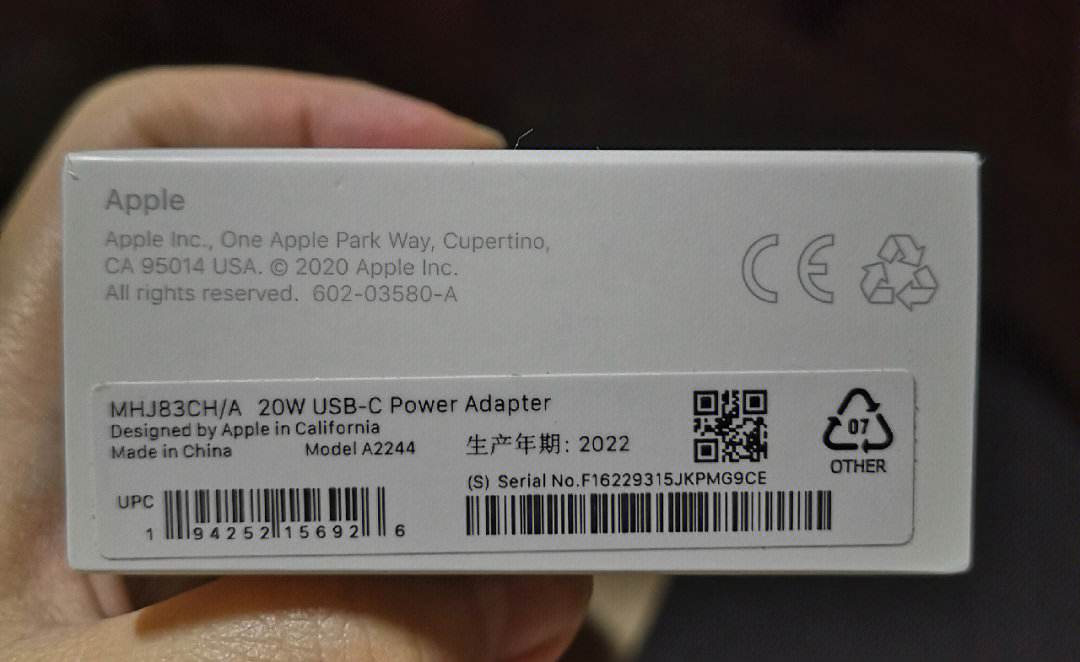 Apple
Apple Inc., One Apple Park Way, Cupertino,
CA 95014 USA. © 2020 Apple Inc.
All rights reserved. 602-03580-A
CE
MHJ83CH/A 20W USB-C Power Adapter
Designed by Apple in California
Made in China Model A2244
生产年期: 2022
07
OTHER
(S) Serial No.F16229315JKPMG9CE
UPC
1 94252 15692 6